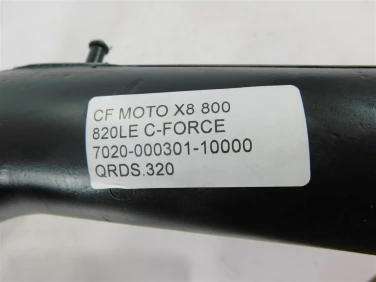 CF MOTO X8 800
820LE C-FORCE
7020-000301-10000
QRDS.320